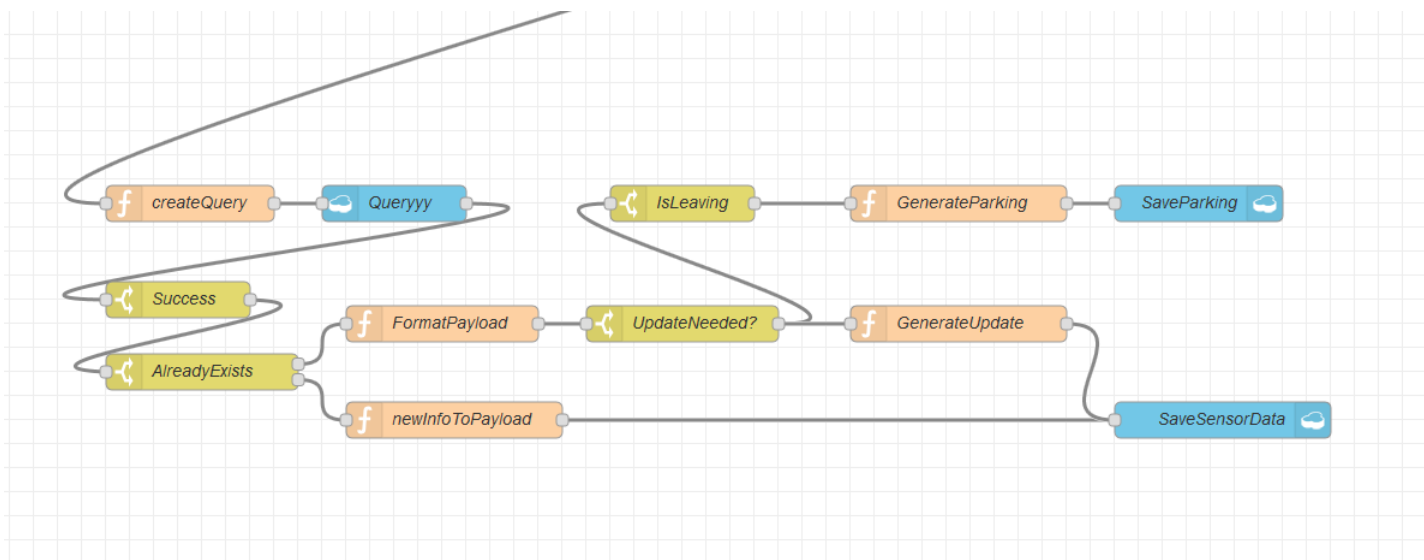 createQuery
Queryyy
IsLeaving
GenerateParking
SaveParking
Success
FormatPayload
UpdateNeeded?
GenerateUpdate
AlreadyExists
newInfoToPayload
SaveSensorData